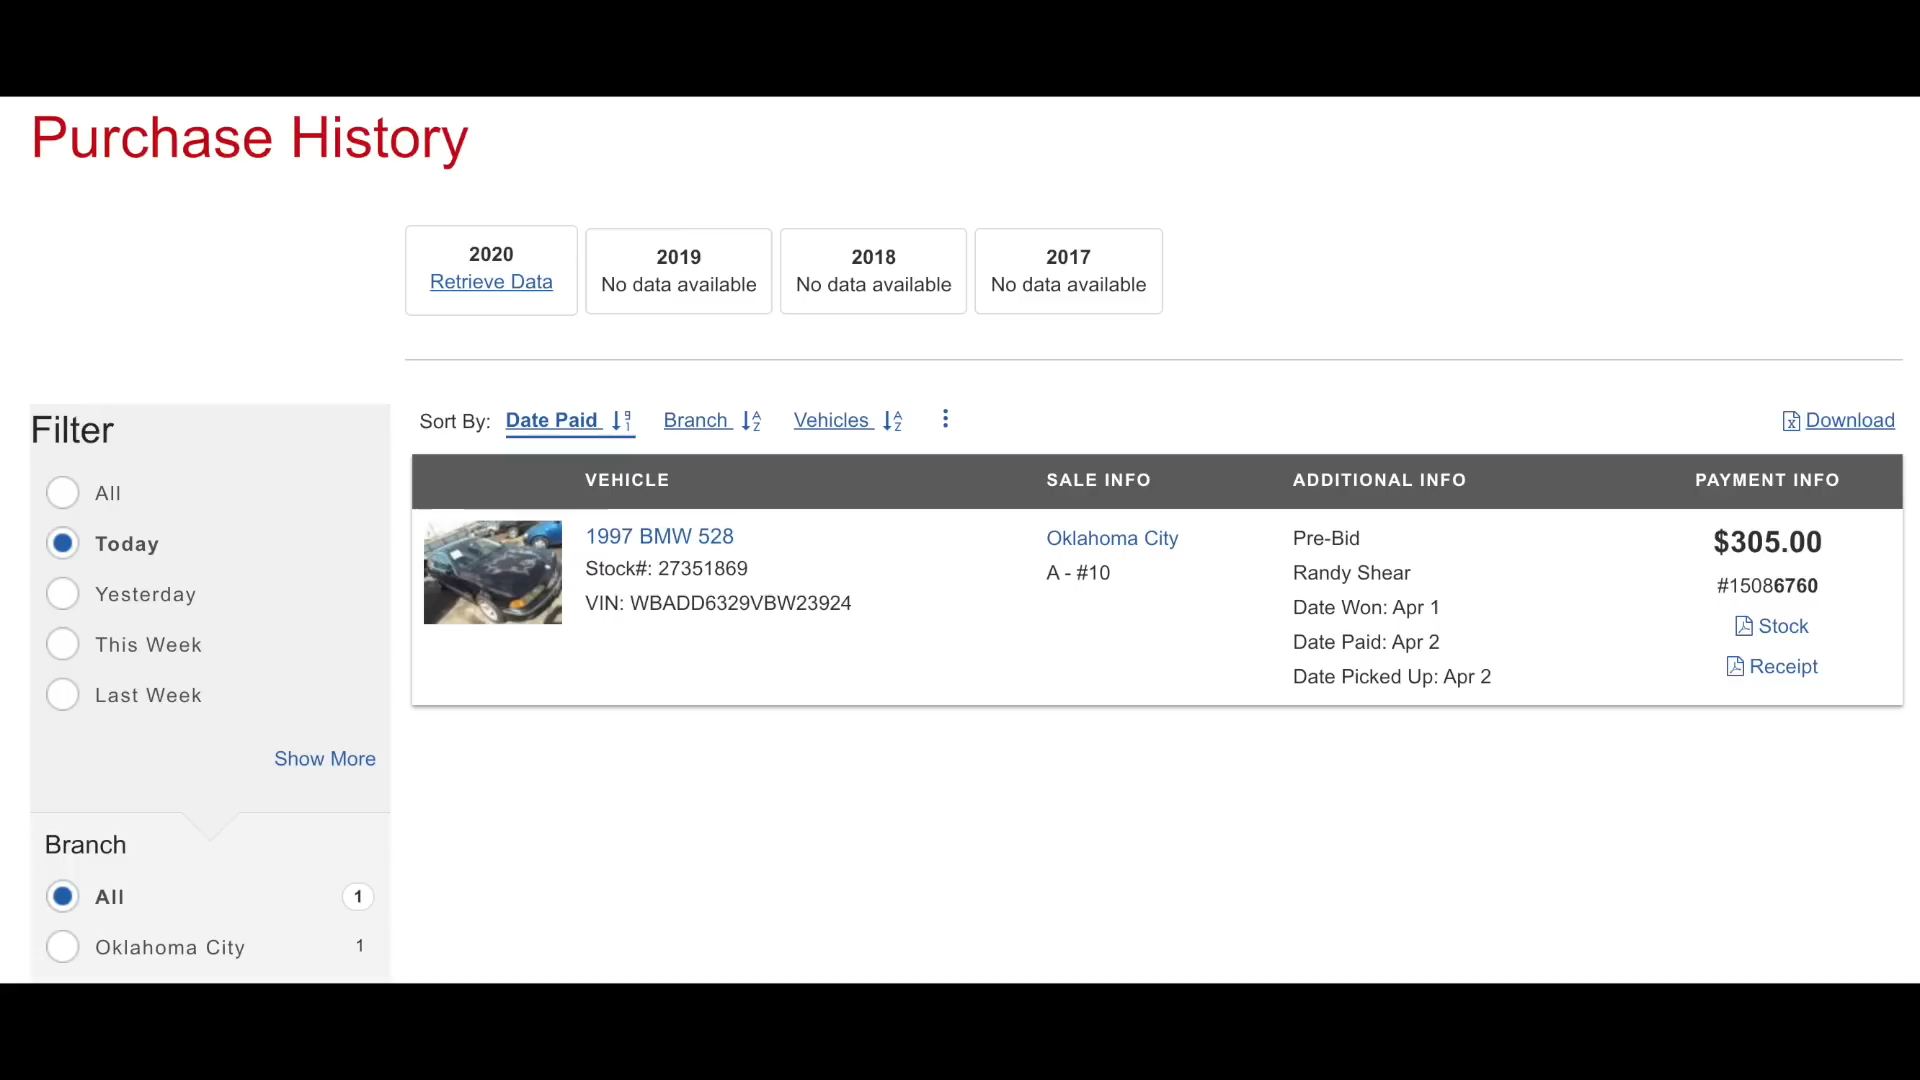 Purchase History
2020
Retrieve Data
2019
No data available
2018
No data available
2017
No data available
Filter
All
Today
Yesterday
This Week
Last Week
Show More
Branch
All 1
Oklahoma City 1
Sort By: Date Paid Branch Vehicles
Download
VEHICLE SALE INFO ADDITIONAL INFO PAYMENT INFO
1997 BMW 528
Stock#: 27351869
VIN: WBADD6329VBW23924
Oklahoma City
A - #10
Pre-Bid
Randy Shear
Date Won: Apr 1
Date Paid: Apr 2
Date Picked Up: Apr 2
$305.00
#15086760
Stock
Receipt